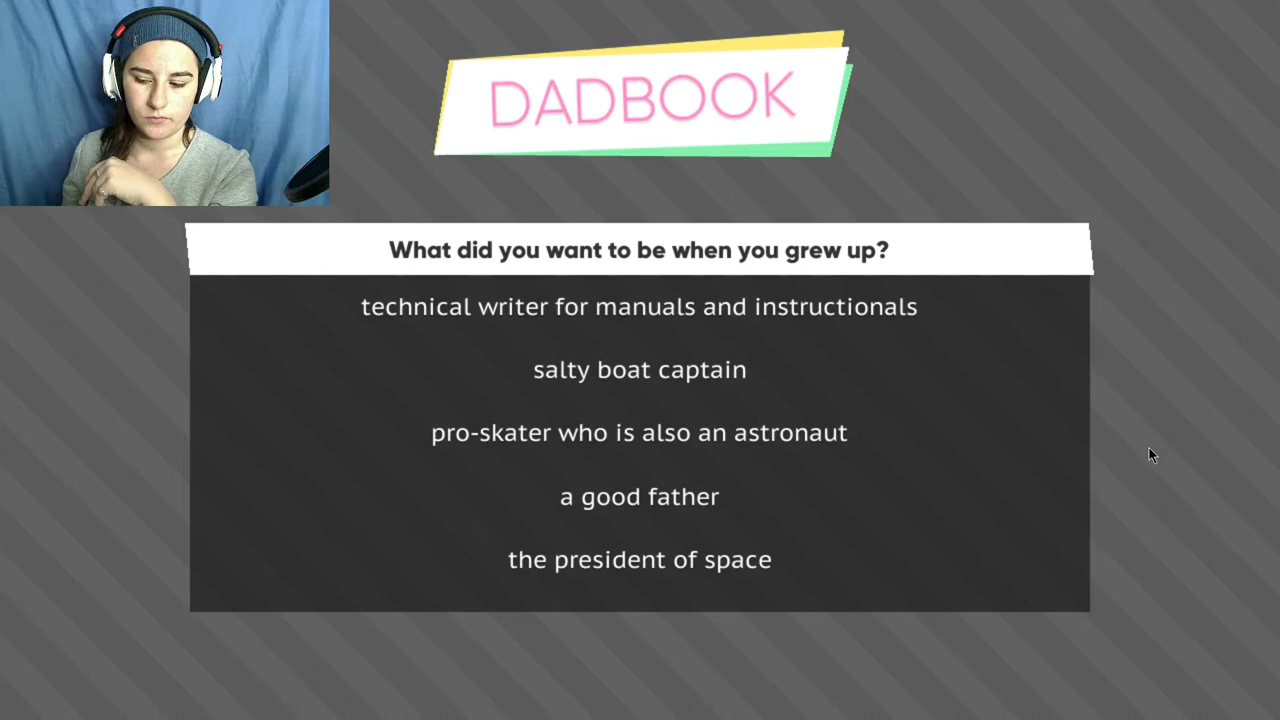 DADBOOK
What did you want to be when you grew up?
technical writer for manuals and instructionals
salty boat captain
pro-skater who is also an astronaut
a good father
the president of space